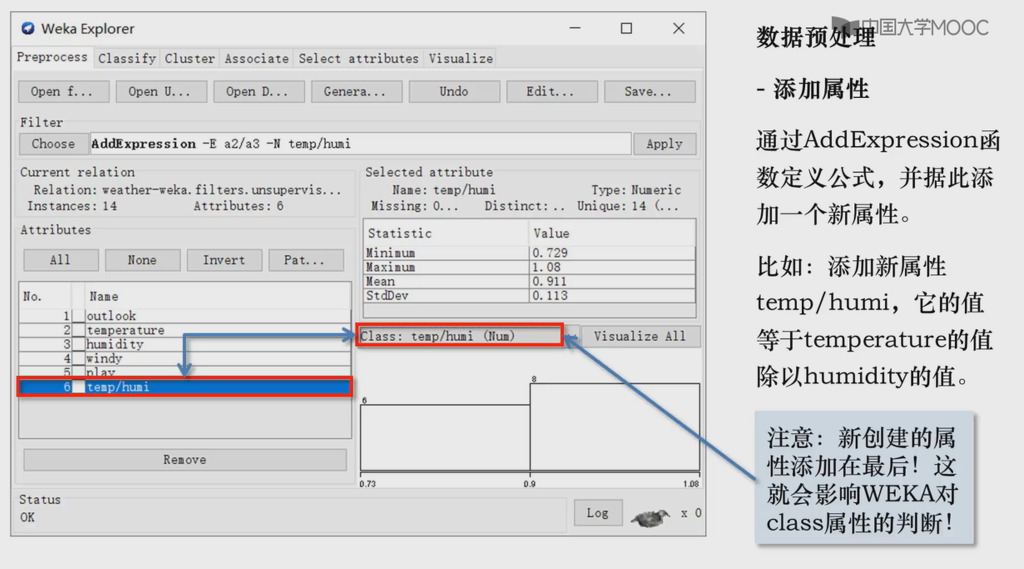 Weka Explorer
Preprocess Classify Cluster Associate Select attributes Visualize
Open f... Open U... Open D... Genera... Undo Edit... Save...
Filter
Choose AddExpression -E a2/a3 -N temp/humi Apply
Current relation
Relation: weather-weka.filters.unsupervis...
Instances: 14 Attributes: 6
Attributes
All None Invert Pat...
No. Name
1 outlook
2 temperature
3 humidity
4 windy
5 play
6 temp/humi
Remove
Status
OK
Selected attribute
Name: temp/humi Type: Numeric
Missing: 0... Distinct: .. Unique: 14 (...
Statistic Value
Minimum 0.729
Maximum 1.08
Mean 0.911
StdDev 0.113
Class: temp/humi (Num) Visualize All
6
8
0.73 0.9 1.08
Log x 0
中国大学MOOC
数据预处理
- 添加属性
通过AddExpression函
数定义公式，并据此添
加一个新属性。
比如：添加新属性
temp/humi，它的值
等于temperature的值
除以humidity的值。
注意：新创建的属
性添加在最后！这
就会影响WEKA对
class属性的判断！